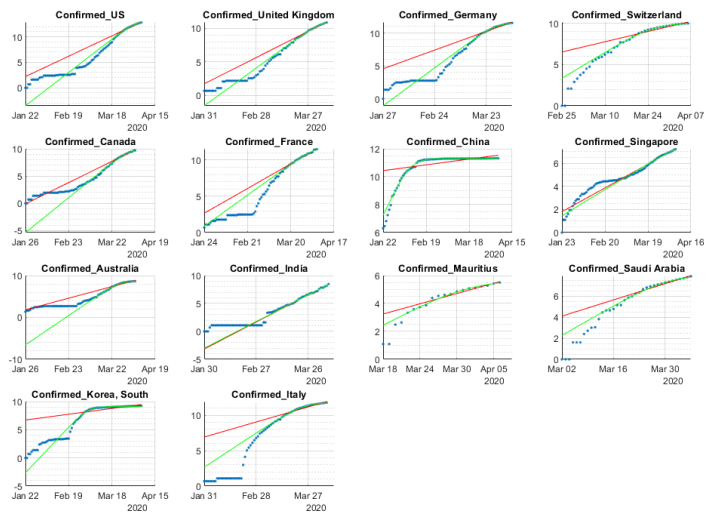 Confirmed_US
10
5
0
Jan 22 Feb 19 Mar 18 Apr 15
2020
Confirmed_United Kingdom
10
5
0
Jan 31 Feb 28 Mar 27
2020
Confirmed_Germany
10
5
0
Jan 27 Feb 24 Mar 23
2020
Confirmed_Switzerland
10
5
0
Feb 25 Mar 10 Mar 24 Apr 07
2020
Confirmed_Canada
10
5
0
-5
Jan 26 Feb 23 Mar 22 Apr 19
2020
Confirmed_France
10
5
0
Jan 24 Feb 21 Mar 20 Apr 17
2020
Confirmed_China
12
10
8
6
Jan 22 Feb 19 Mar 18 Apr 15
2020
Confirmed_Singapore
6
4
2
0
Jan 23 Feb 20 Mar 19 Apr 16
2020
Confirmed_Australia
10
0
-10
Jan 26 Feb 23 Mar 22 Apr 19
2020
Confirmed_India
10
5
0
-5
Jan 30 Feb 27 Mar 26
2020
Confirmed_Mauritius
6
4
2
0
Mar 18 Mar 24 Mar 30 Apr 05
2020
Confirmed_Saudi Arabia
6
4
2
0
Mar 02 Mar 16 Mar 30
2020
Confirmed_Korea, South
10
5
0
-5
Jan 22 Feb 19 Mar 18 Apr 15
2020
Confirmed_Italy
10
5
0
Jan 31 Feb 28 Mar 27
2020